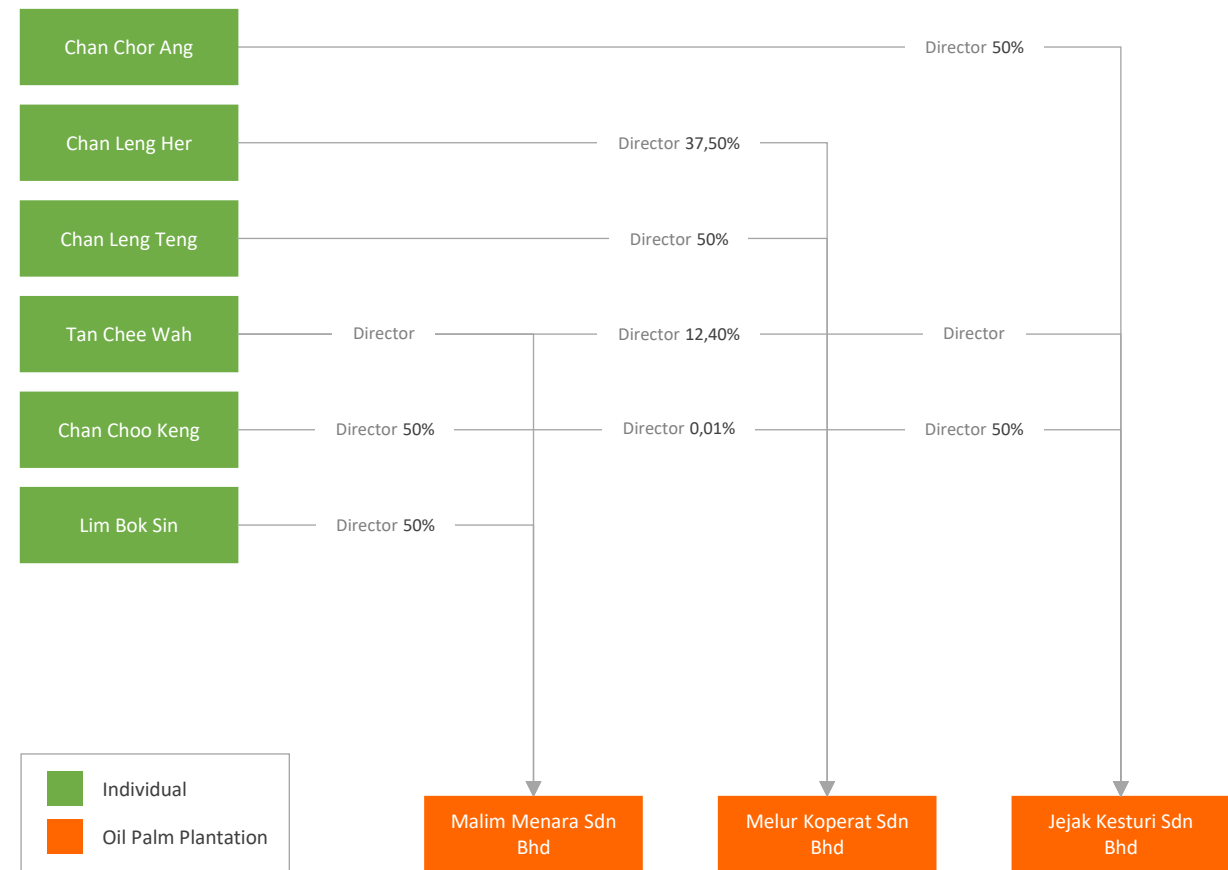 Chan Chor Ang
Director 50%
Chan Leng Her
Director 37,50%
Chan Leng Teng
Director 50%
Tan Chee Wah
Director
Director 12,40%
Director
Chan Choo Keng
Director 50%
Director 0,01%
Director 50%
Lim Bok Sin
Director 50%
Individual
Oil Palm Plantation
Malim Menara Sdn
Bhd
Melur Koperat Sdn
Bhd
Jejak Kesturi Sdn
Bhd